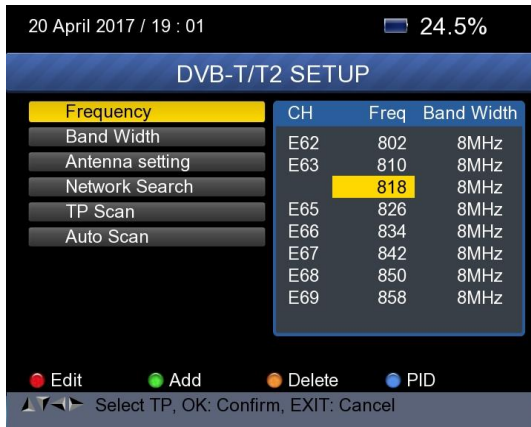 20 April 2017 / 19 : 01 24.5%
DVB-T/T2 SETUP
Frequency
Band Width
Antenna setting
Network Search
TP Scan
Auto Scan
CH Freq Band Width
E62 802 8MHz
E63 810 8MHz
818 8MHz
E65 826 8MHz
E66 834 8MHz
E67 842 8MHz
E68 850 8MHz
E69 858 8MHz
Edit Add Delete PID
Select TP, OK: Confirm, EXIT: Cancel